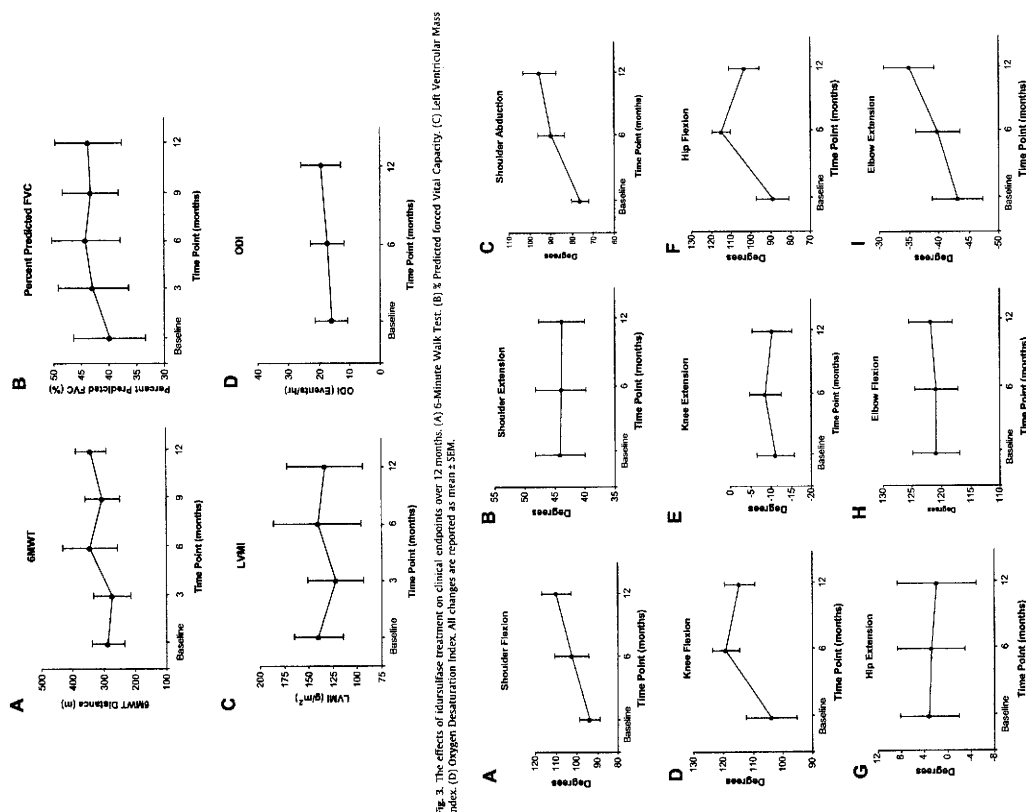 A
6MWT
6MWT Distance (m)
500
400
300
200
100
Baseline
3
6
9
12
Time Point (months)
B
Percent Predicted FVC
Percent Predicted FVC (%)
50
45
40
35
30
Baseline
3
6
9
12
Time Point (months)
C
LVMI
LVMI (g/m²)
200
175
150
125
100
75
Baseline
3
6
12
Time Point (months)
D
ODI
ODI (Events/hr)
40
30
20
10
0
Baseline
6
12
Time Point (months)
Fig. 3. The effects of idursulfase treatment on clinical endpoints over 12 months. (A) 6-Minute Walk Test. (B) % Predicted forced Vital Capacity. (C) Left Ventricular Mass
Index. (D) Oxygen Desaturation Index. All changes are reported as mean ± SEM.
A
Shoulder Flexion
Degrees
130
120
110
100
90
80
Baseline
6
12
Time Point (months)
B
Shoulder Extension
Degrees
55
50
45
40
35
Baseline
6
12
Time Point (months)
C
Shoulder Abduction
Degrees
110
100
90
80
70
60
Baseline
6
12
Time Point (months)
D
Knee Flexion
Degrees
130
120
110
100
90
Baseline
6
12
Time Point (months)
E
Knee Extension
Degrees
0
-5
-10
-15
-20
Baseline
6
12
Time Point (months)
F
Hip Flexion
Degrees
130
120
110
100
90
80
70
Baseline
6
12
Time Point (months)
G
Hip Extension
Degrees
12
8
4
0
-4
-8
Baseline
6
12
Time Point (months)
H
Elbow Flexion
Degrees
130
125
120
115
110
Baseline
6
12
Time Point (months)
I
Elbow Extension
Degrees
-30
-35
-40
-45
-50
Baseline
6
12
Time Point (months)